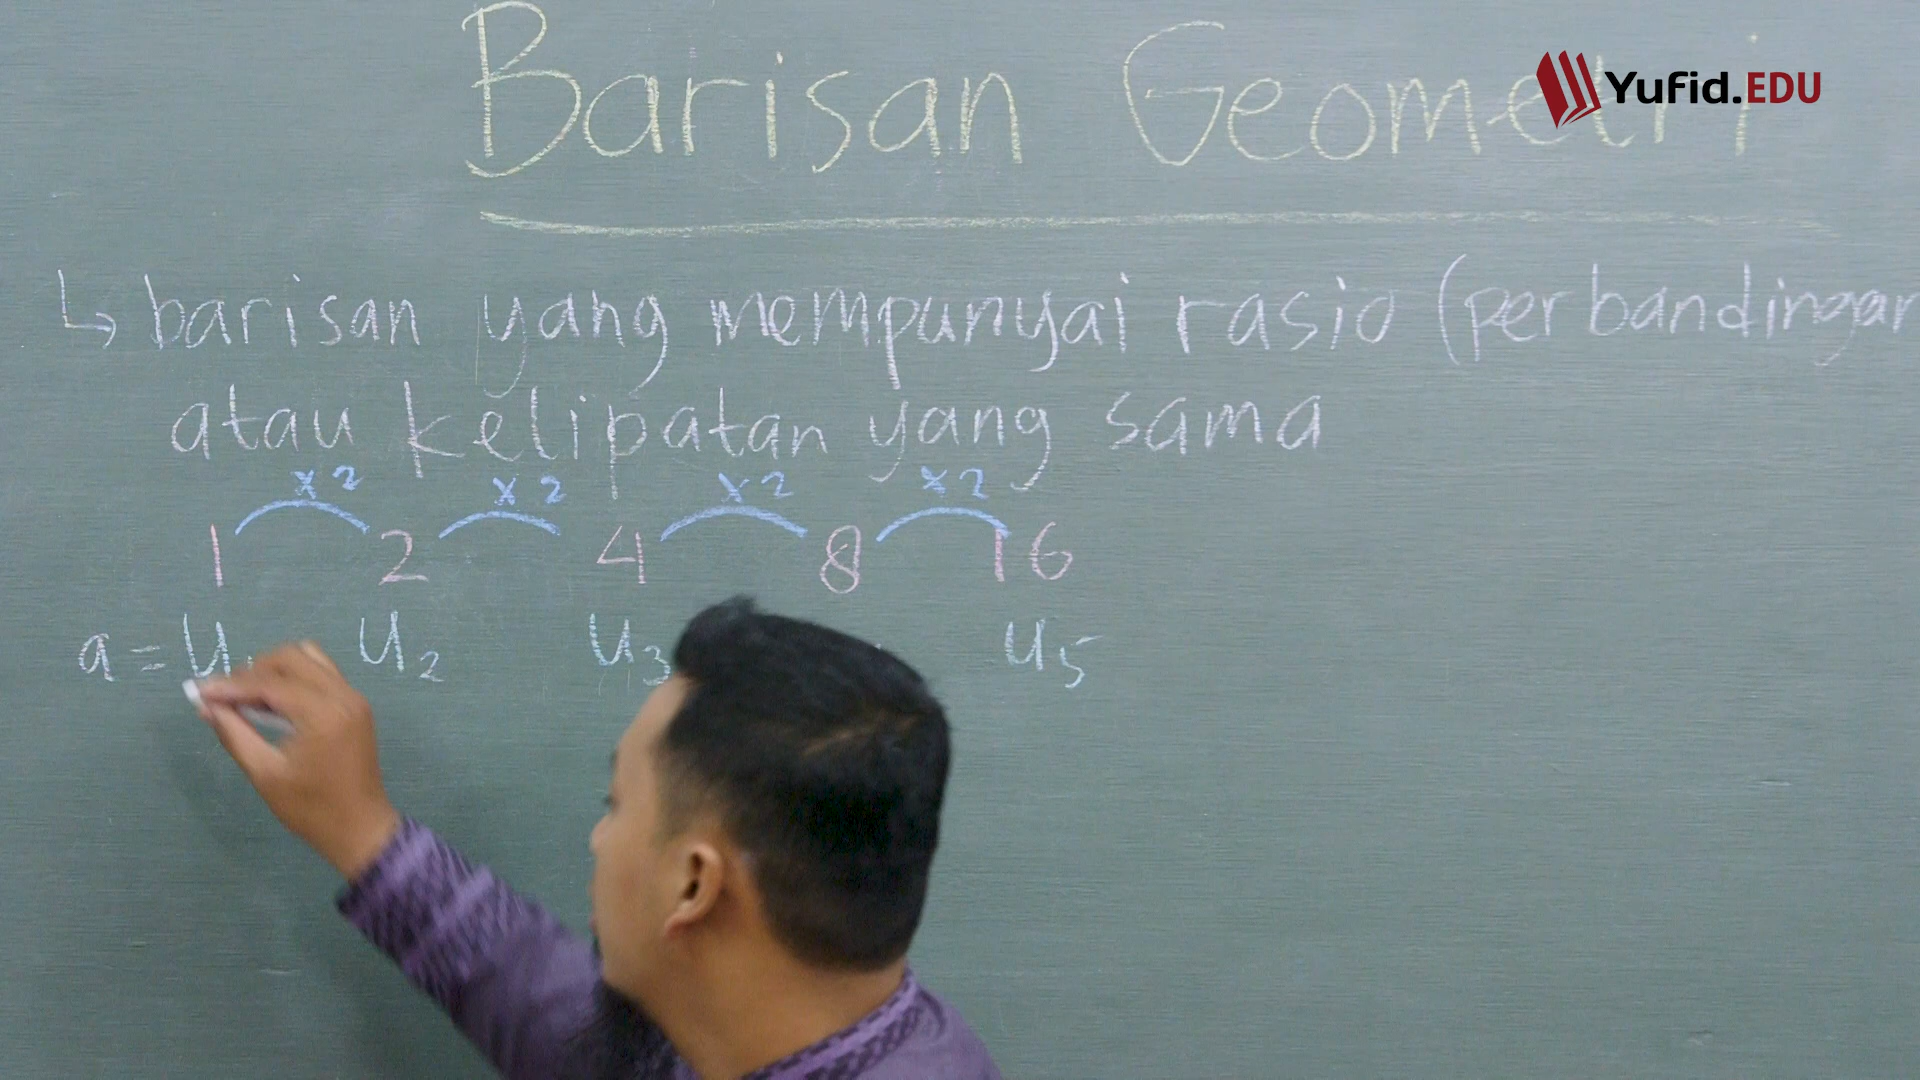 Barisan Geometri
Yufid.EDU
↳ barisan yang mempunyai rasio (perbandingan
atau kelipatan yang sama
x2 x2 x2 x2
1 2 4 8 16
a = U U2 U3 U5